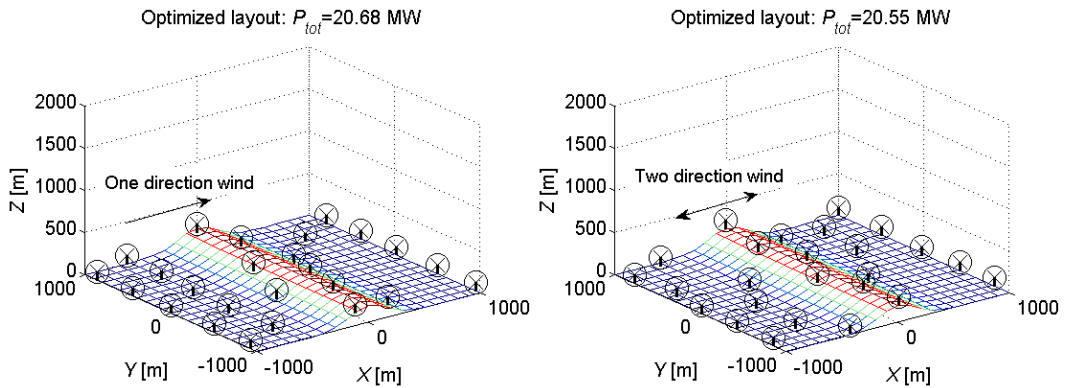 Optimized layout: P_tot=20.68 MW
2000
1500
1000
500
0
Z [m]
One direction wind
1000
0
-1000
Y [m]
-1000
0
1000
X [m]
Optimized layout: P_tot=20.55 MW
2000
1500
1000
500
0
Z [m]
Two direction wind
1000
0
-1000
Y [m]
-1000
0
1000
X [m]